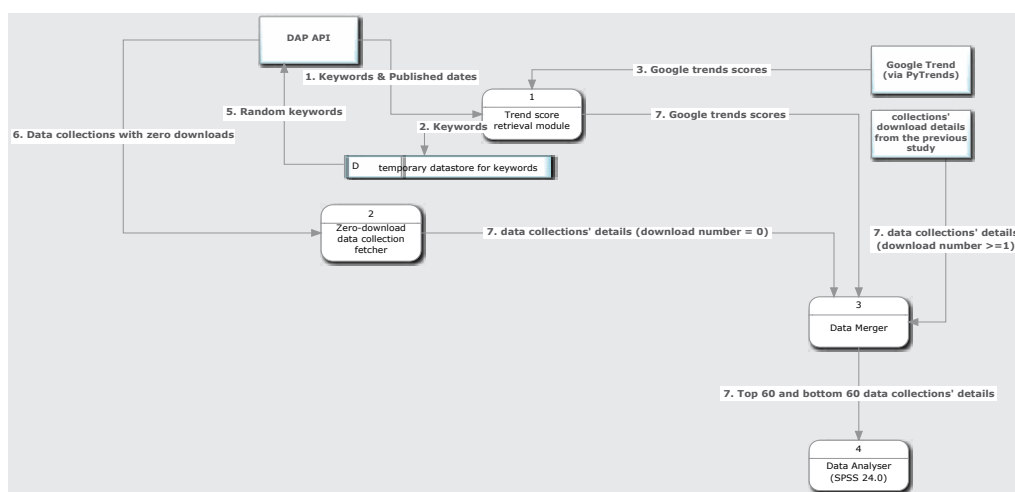 DAP API
Google Trend
(via PyTrends)
3. Google trends scores
1. Keywords & Published dates
1
Trend score
retrieval module
5. Random keywords
7. Google trends scores
collections'
download details
from the previous
study
2. Keywords
6. Data collections with zero downloads
D temporary datastore for keywords
2
Zero-download
data collection
fetcher
7. data collections' details (download number = 0)
7. data collections' details
(download number >=1)
3
Data Merger
7. Top 60 and bottom 60 data collections' details
4
Data Analyser
(SPSS 24.0)